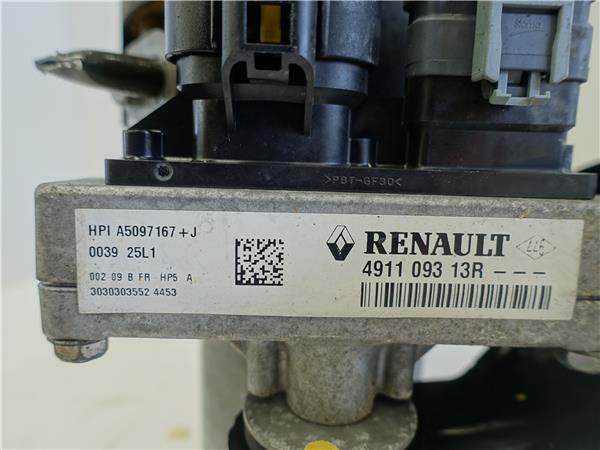 >PBT-GF30<
HPI A5097167+J
0039 25L1
002 09 B FR HP5 A
3030303552 4453
RENAULT
4911 093 13R - - -